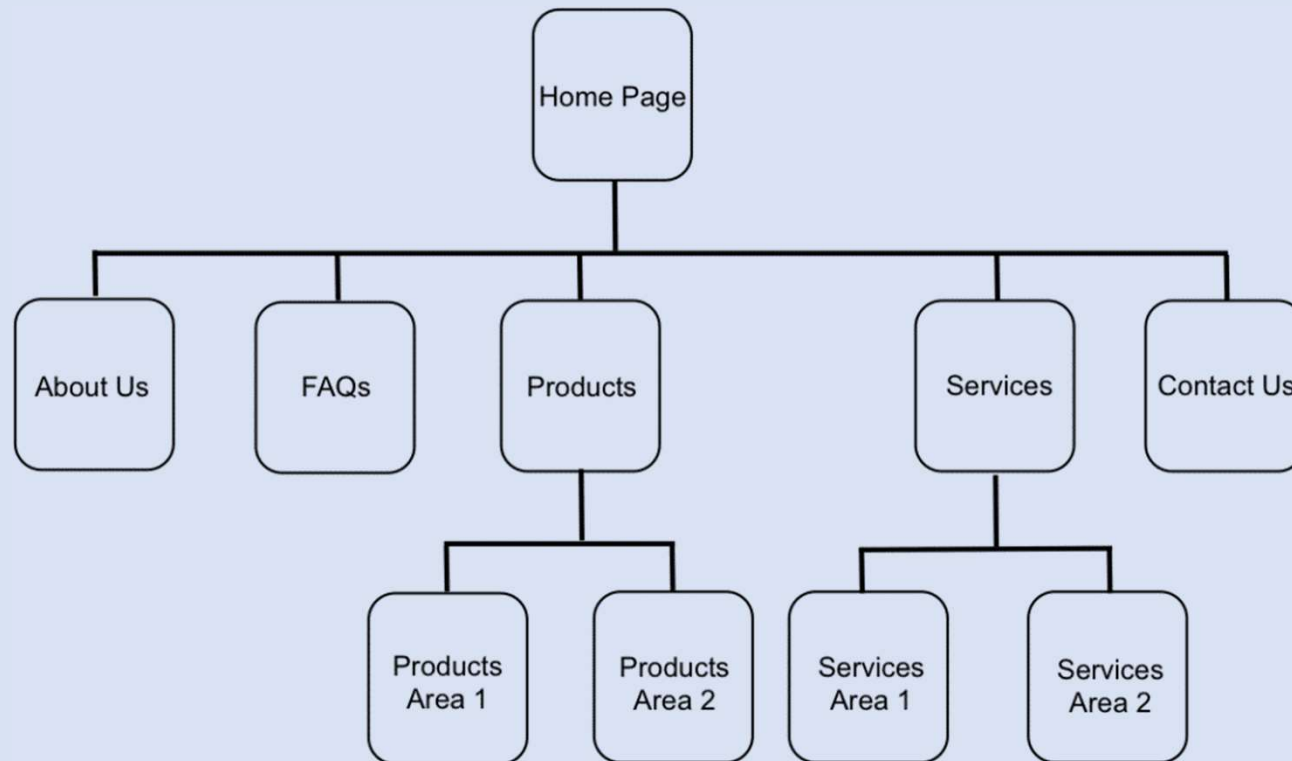 Home Page
About Us
FAQs
Products
Services
Contact Us
Products
Area 1
Products
Area 2
Services
Area 1
Services
Area 2